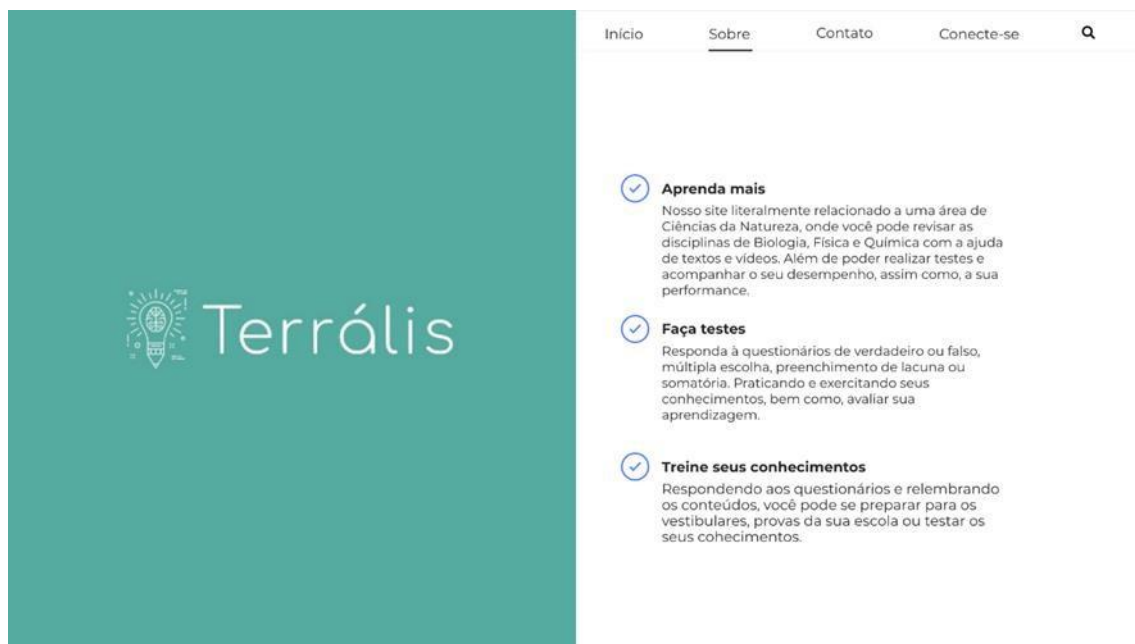 Início Sobre Contato Conecte-se
Terrális
Aprenda mais
Nosso site literalmente relacionado a uma área de
Ciências da Natureza, onde você pode revisar as
disciplinas de Biologia, Física e Química com a ajuda
de textos e vídeos. Além de poder realizar testes e
acompanhar o seu desempenho, assim como, a sua
performance.
Faça testes
Responda à questionários de verdadeiro ou falso,
múltipla escolha, preenchimento de lacuna ou
somatória. Praticando e exercitando seus
conhecimentos, bem como, avaliar sua
aprendizagem.
Treine seus conhecimentos
Respondendo aos questionários e relembrando
os conteúdos, você pode se preparar para os
vestibulares, provas da sua escola ou testar os
seus cohecimentos.